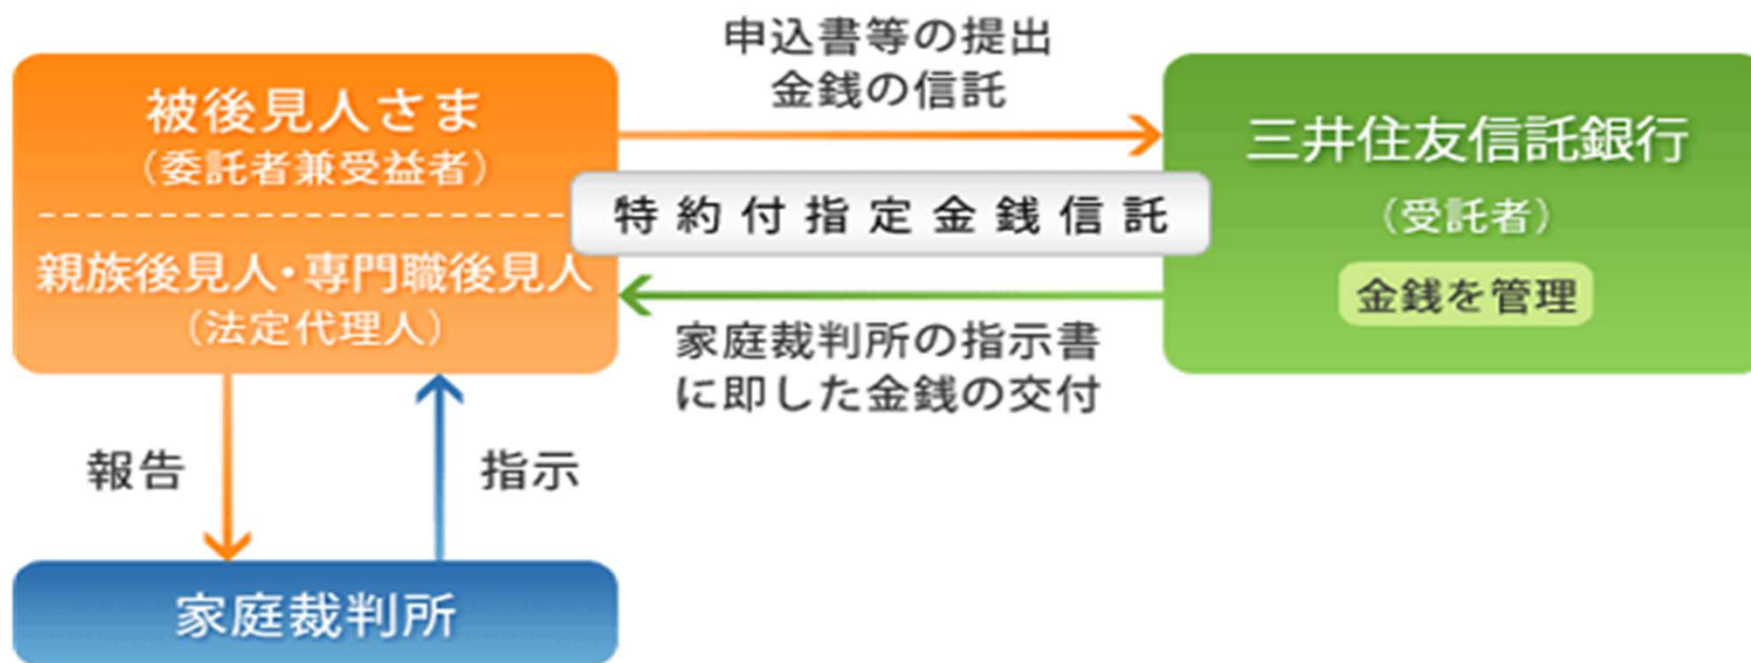 申込書等の提出
金銭の信託
被後見人さま
（委託者兼受益者）
親族後見人・専門職後見人
（法定代理人）
特約付指定金銭信託
三井住友信託銀行
（受託者）
金銭を管理
家庭裁判所の指示書
に即した金銭の交付
報告
指示
家庭裁判所